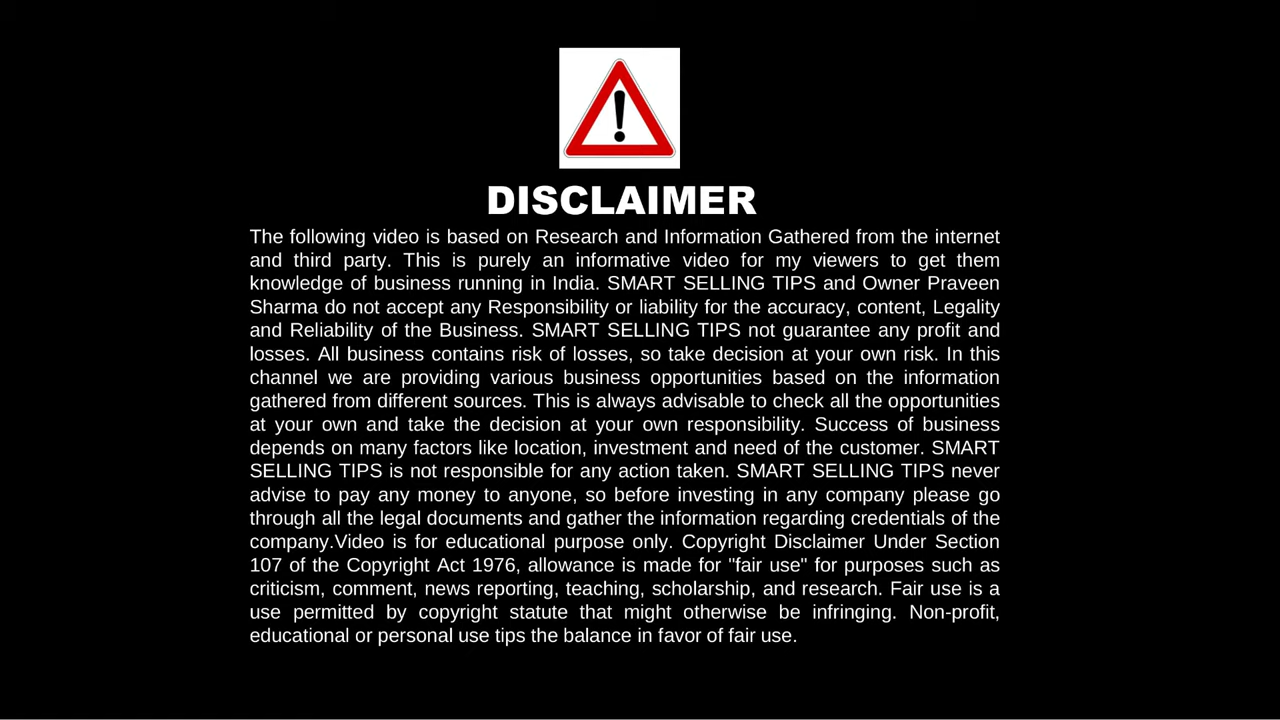 DISCLAIMER
The following video is based on Research and Information Gathered from the internet
and third party. This is purely an informative video for my viewers to get them
knowledge of business running in India. SMART SELLING TIPS and Owner Praveen
Sharma do not accept any Responsibility or liability for the accuracy, content, Legality
and Reliability of the Business. SMART SELLING TIPS not guarantee any profit and
losses. All business contains risk of losses, so take decision at your own risk. In this
channel we are providing various business opportunities based on the information
gathered from different sources. This is always advisable to check all the opportunities
at your own and take the decision at your own responsibility. Success of business
depends on many factors like location, investment and need of the customer. SMART
SELLING TIPS is not responsible for any action taken. SMART SELLING TIPS never
advise to pay any money to anyone, so before investing in any company please go
through all the legal documents and gather the information regarding credentials of the
company.Video is for educational purpose only. Copyright Disclaimer Under Section
107 of the Copyright Act 1976, allowance is made for "fair use" for purposes such as
criticism, comment, news reporting, teaching, scholarship, and research. Fair use is a
use permitted by copyright statute that might otherwise be infringing. Non-profit,
educational or personal use tips the balance in favor of fair use.